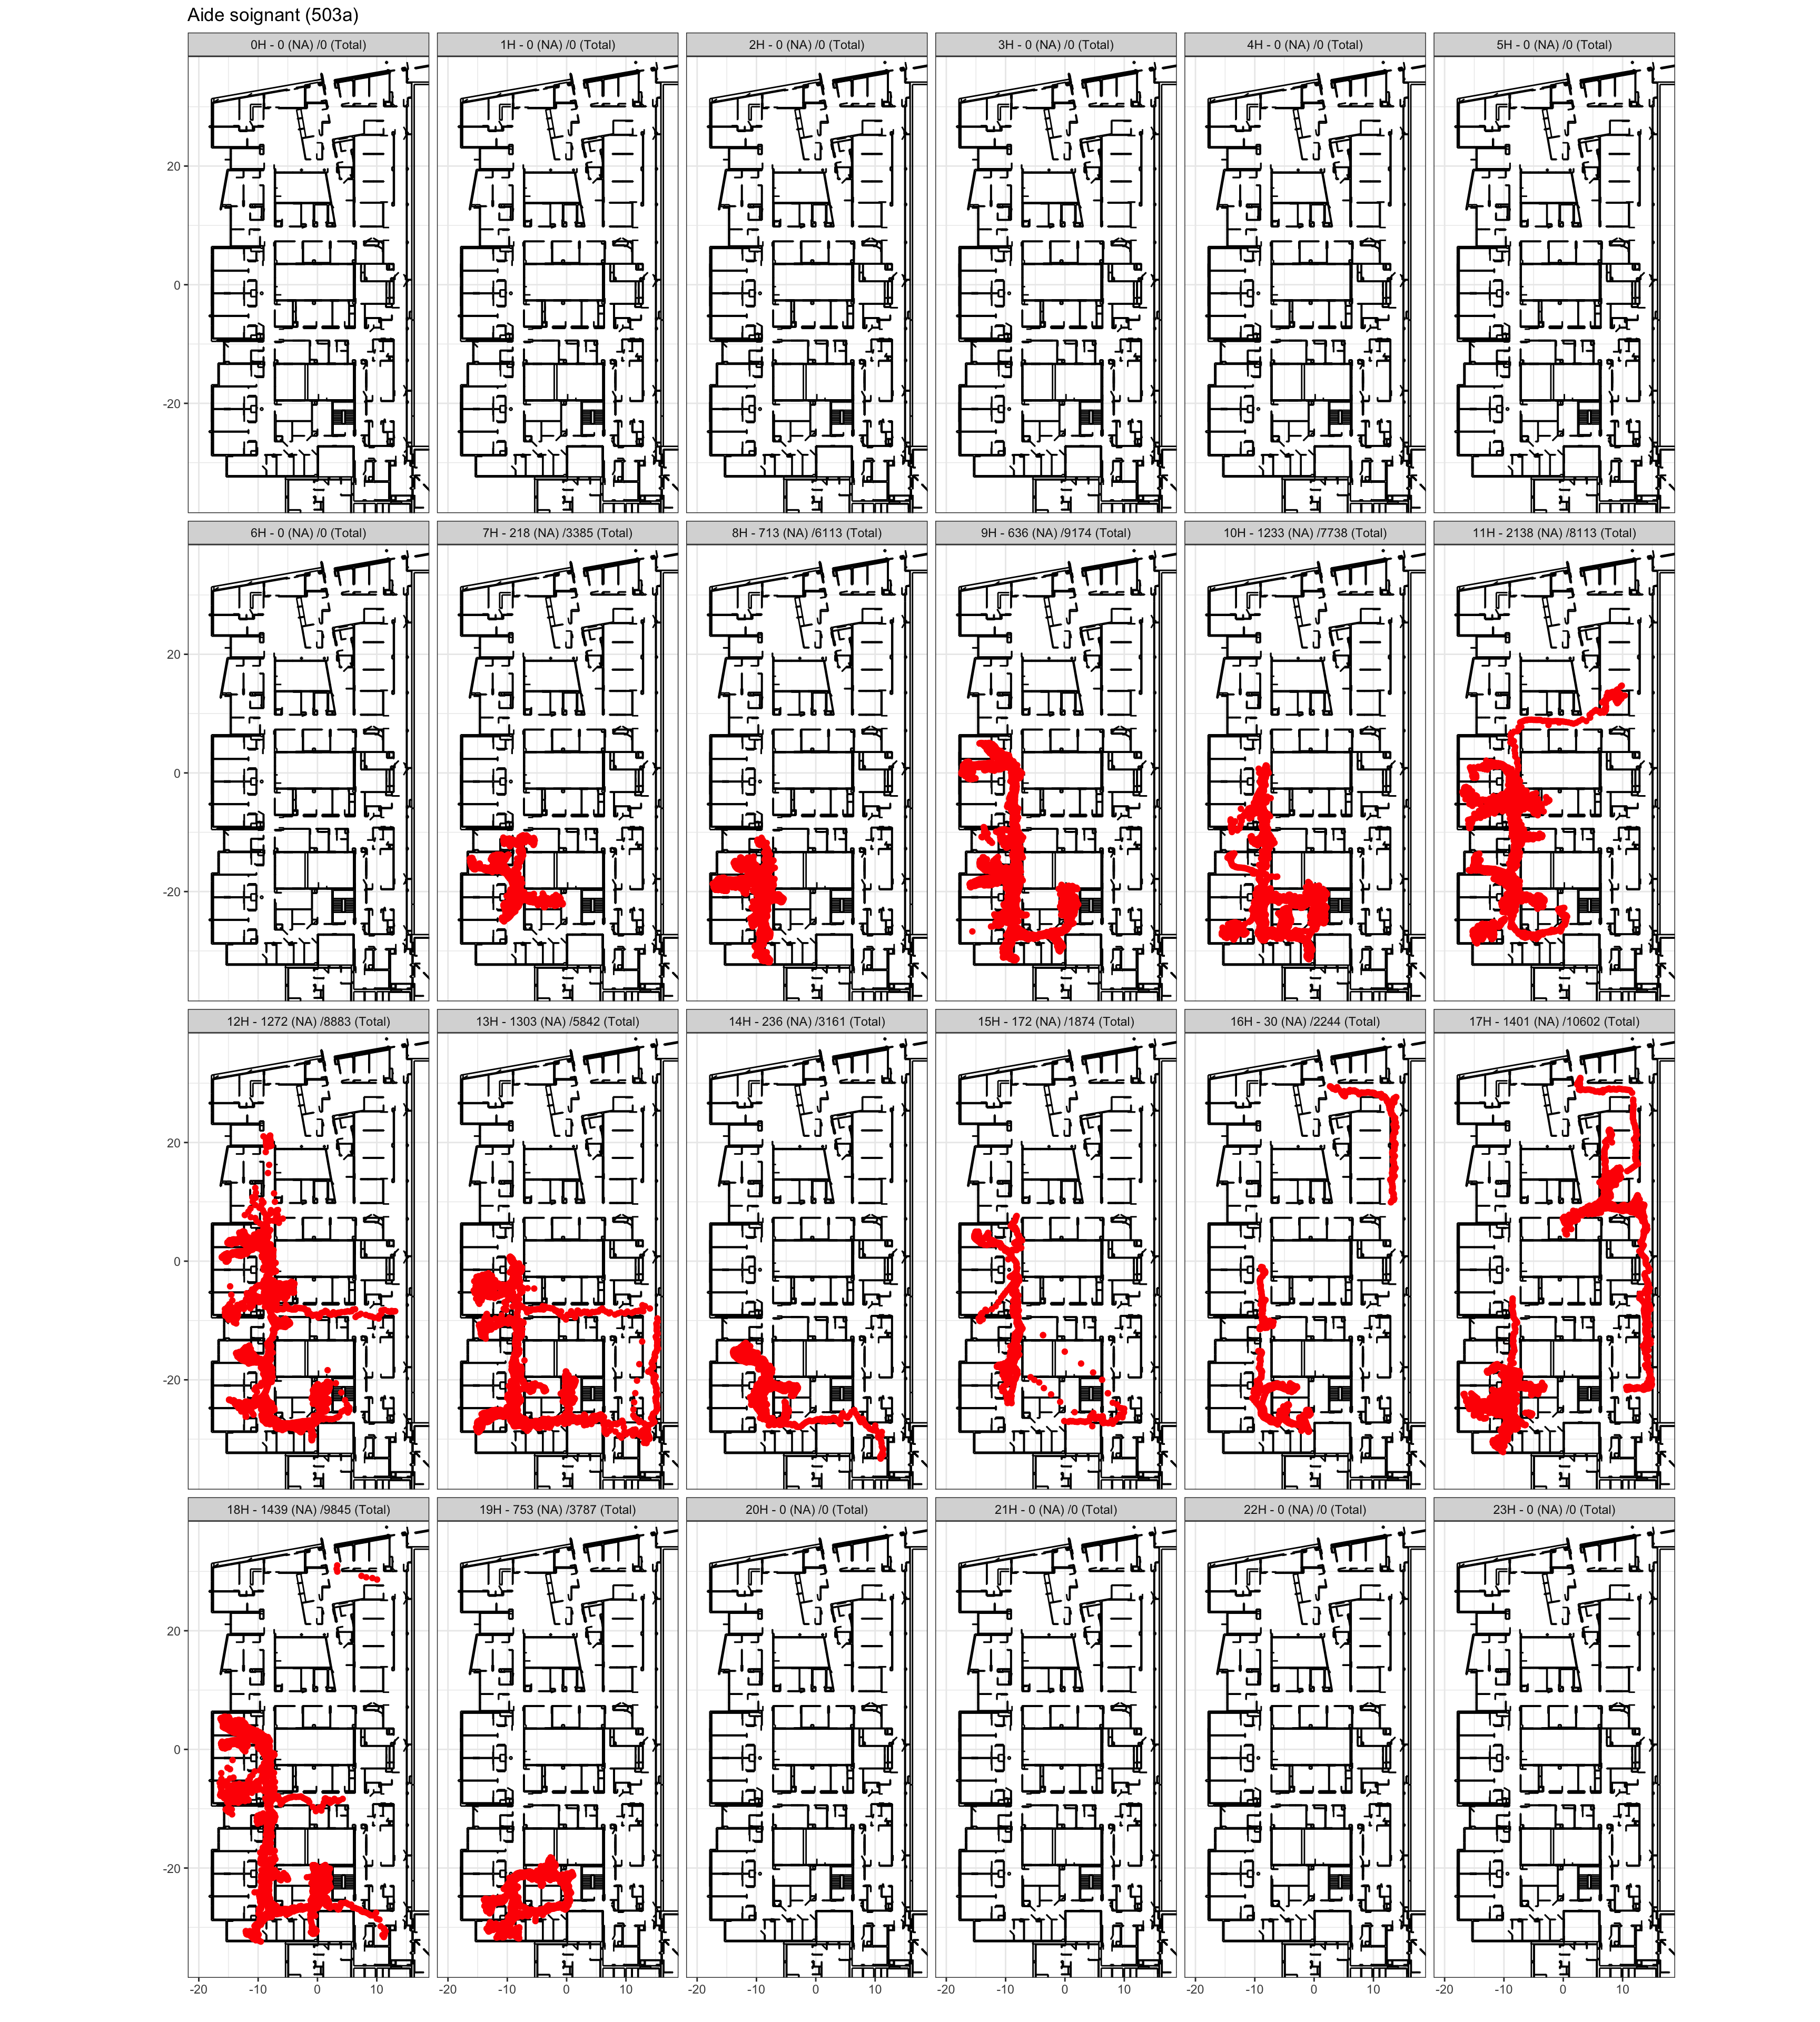 Aide soignant (503a)
0H - 0 (NA) /0 (Total) 1H - 0 (NA) /0 (Total) 2H - 0 (NA) /0 (Total) 3H - 0 (NA) /0 (Total) 4H - 0 (NA) /0 (Total) 5H - 0 (NA) /0 (Total)
20
0
-20
6H - 0 (NA) /0 (Total) 7H - 218 (NA) /3385 (Total) 8H - 713 (NA) /6113 (Total) 9H - 636 (NA) /9174 (Total) 10H - 1233 (NA) /7738 (Total) 11H - 2138 (NA) /8113 (Total)
20
0
-20
12H - 1272 (NA) /8883 (Total) 13H - 1303 (NA) /5842 (Total) 14H - 236 (NA) /3161 (Total) 15H - 172 (NA) /1874 (Total) 16H - 30 (NA) /2244 (Total) 17H - 1401 (NA) /10602 (Total)
20
0
-20
18H - 1439 (NA) /9845 (Total) 19H - 753 (NA) /3787 (Total) 20H - 0 (NA) /0 (Total) 21H - 0 (NA) /0 (Total) 22H - 0 (NA) /0 (Total) 23H - 0 (NA) /0 (Total)
20
0
-20
-20 -10 0 10 -20 -10 0 10 -20 -10 0 10 -20 -10 0 10 -20 -10 0 10 -20 -10 0 10